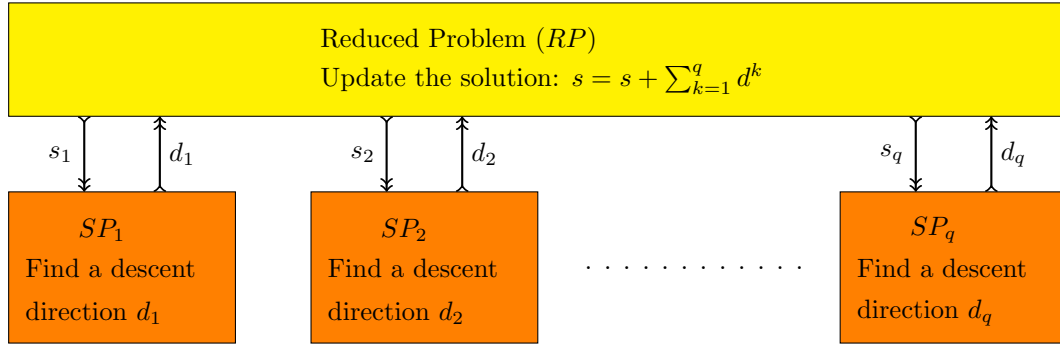 Reduced Problem (RP)
Update the solution: s = s + ∑_{k=1}^{q} d^k
s_1 d_1 s_2 d_2 s_q d_q
SP_1 SP_2 SP_q
Find a descent Find a descent . . . . . . . . . . . . Find a descent
direction d_1 direction d_2 direction d_q